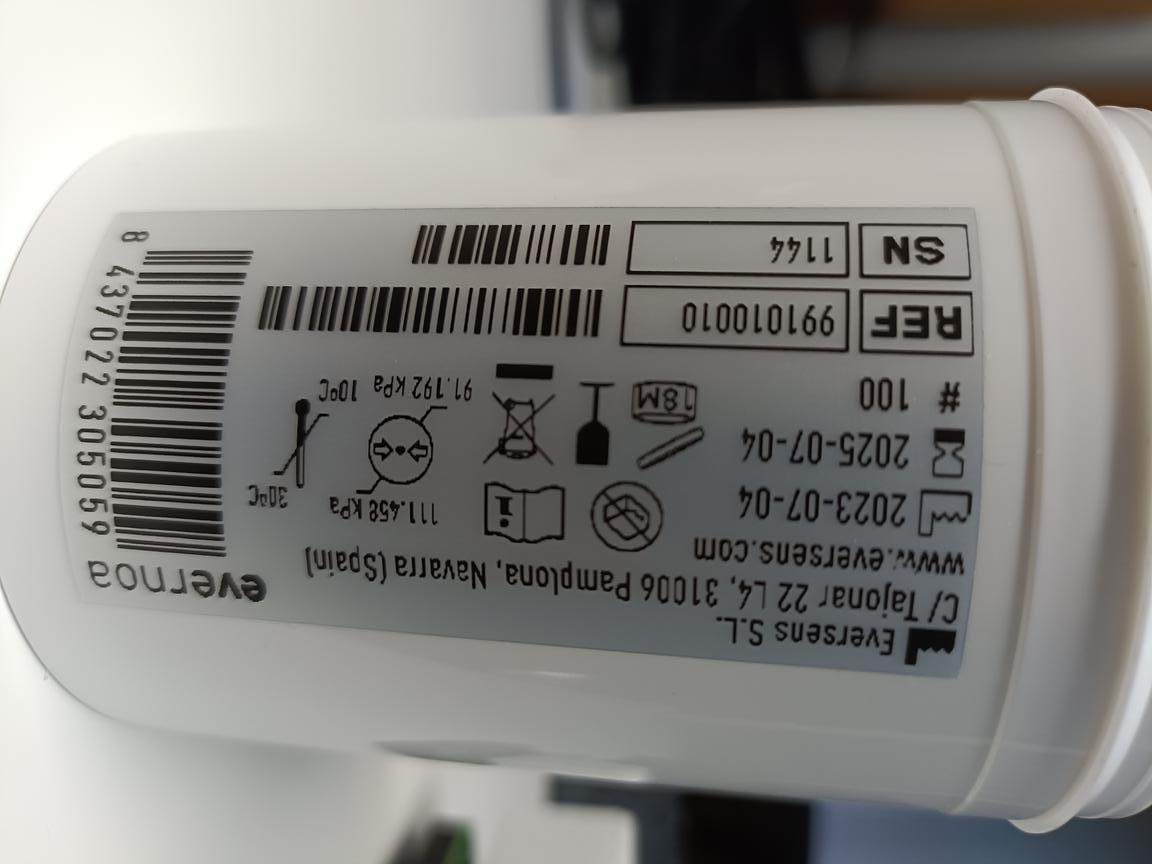 Eversens S.L.
C/ Tajonar 22 L4, 31006 Pamplona, Navarra (Spain)
www.eversens.com
2023-07-04
2025-07-04
# 100
18M
111.458 kPa
91.192 kPa
30ºC
10ºC
REF 991010010
SN 1144
evernoa
8 437022 305059